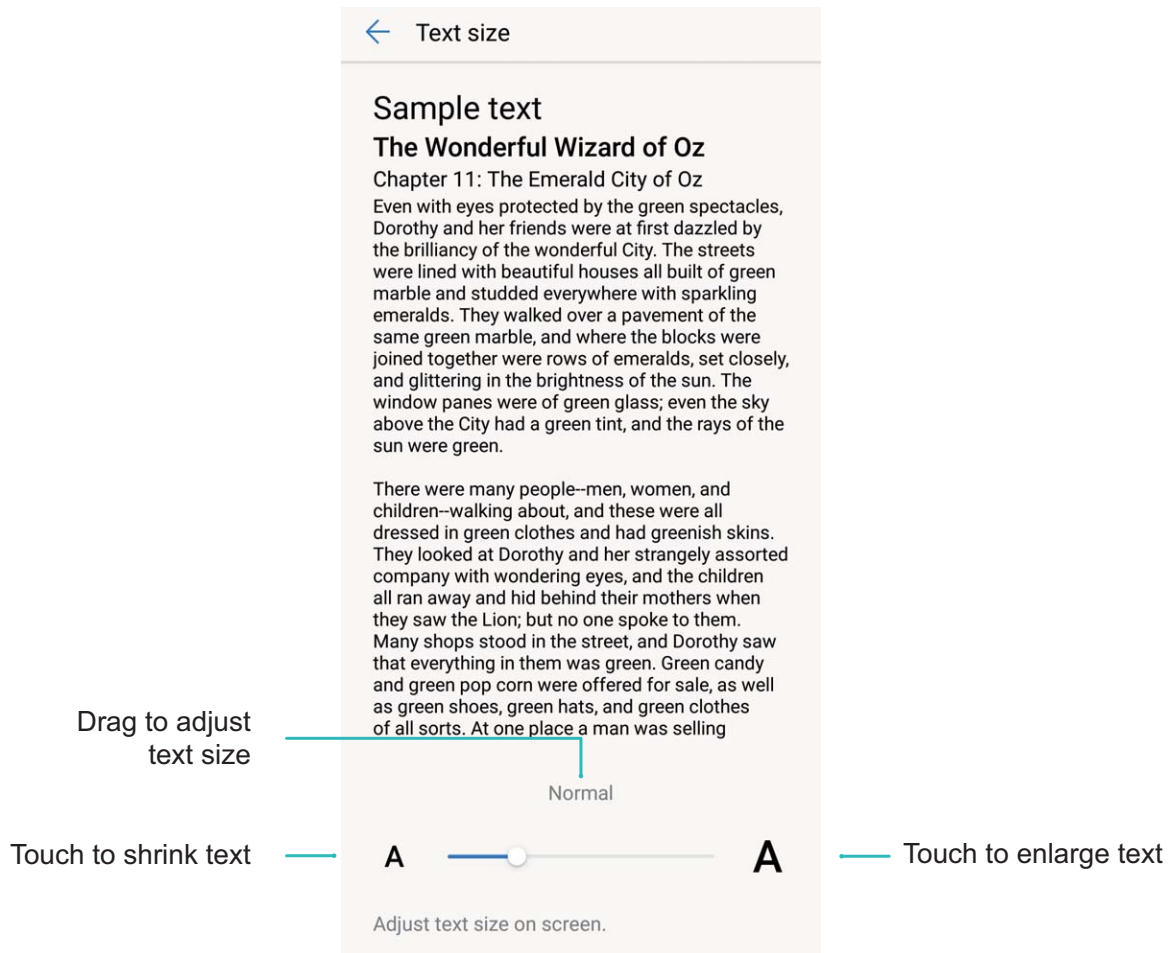 Text size
Sample text
The Wonderful Wizard of Oz
Chapter 11: The Emerald City of Oz
Even with eyes protected by the green spectacles,
Dorothy and her friends were at first dazzled by
the brilliancy of the wonderful City. The streets
were lined with beautiful houses all built of green
marble and studded everywhere with sparkling
emeralds. They walked over a pavement of the
same green marble, and where the blocks were
joined together were rows of emeralds, set closely,
and glittering in the brightness of the sun. The
window panes were of green glass; even the sky
above the City had a green tint, and the rays of the
sun were green.
There were many people--men, women, and
children--walking about, and these were all
dressed in green clothes and had greenish skins.
They looked at Dorothy and her strangely assorted
company with wondering eyes, and the children
all ran away and hid behind their mothers when
they saw the Lion; but no one spoke to them.
Many shops stood in the street, and Dorothy saw
that everything in them was green. Green candy
and green pop corn were offered for sale, as well
as green shoes, green hats, and green clothes
of all sorts. At one place a man was selling
Drag to adjust
text size
Normal
Touch to shrink text
A
A
Touch to enlarge text
Adjust text size on screen.